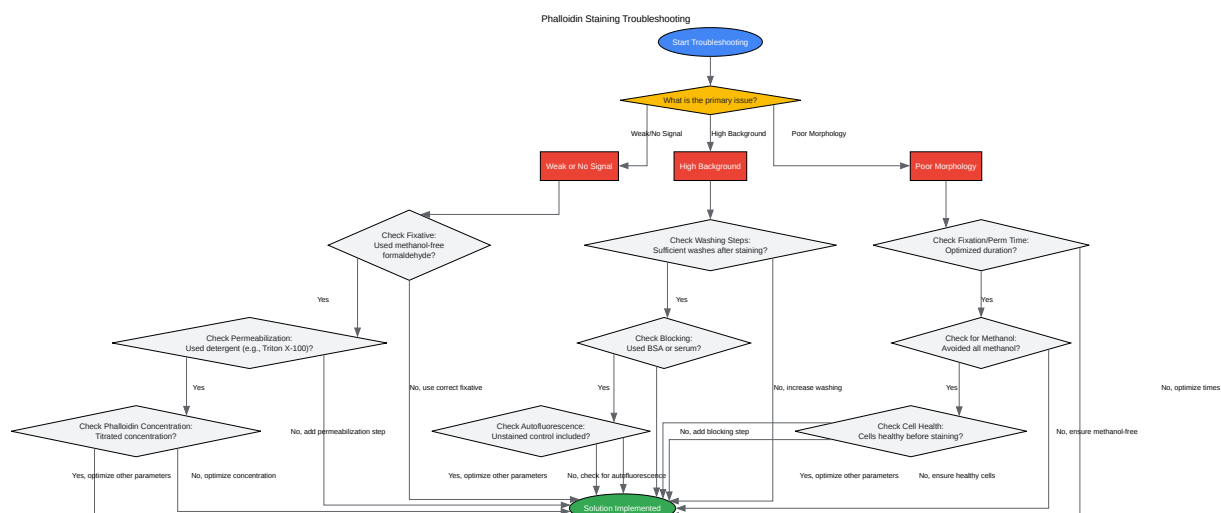 Phalloidin Staining Troubleshooting
Start Troubleshooting
What is the primary issue?
Weak/No Signal
High Background
Poor Morphology
Weak or No Signal
High Background
Poor Morphology
Check Fixative:
Used methanol-free
formaldehyde?
Check Washing Steps:
Sufficient washes after staining?
Check Fixation/Perm Time:
Optimized duration?
Yes
Yes
Yes
Check Permeabilization:
Used detergent (e.g., Triton X-100)?
Check Blocking:
Used BSA or serum?
Check for Methanol:
Avoided all methanol?
Yes
No, use correct fixative
Yes
No, increase washing
Yes
No, optimize times
Check Phalloidin Concentration:
Titrated concentration?
No, add permeabilization step
Check Autofluorescence:
Unstained control included?
No, add blocking step
Check Cell Health:
Cells healthy before staining?
No, ensure methanol-free
Yes, optimize other parameters
No, optimize concentration
Yes, optimize other parameters
No, check for autofluorescence
Yes, optimize other parameters
No, ensure healthy cells
Solution Implemented